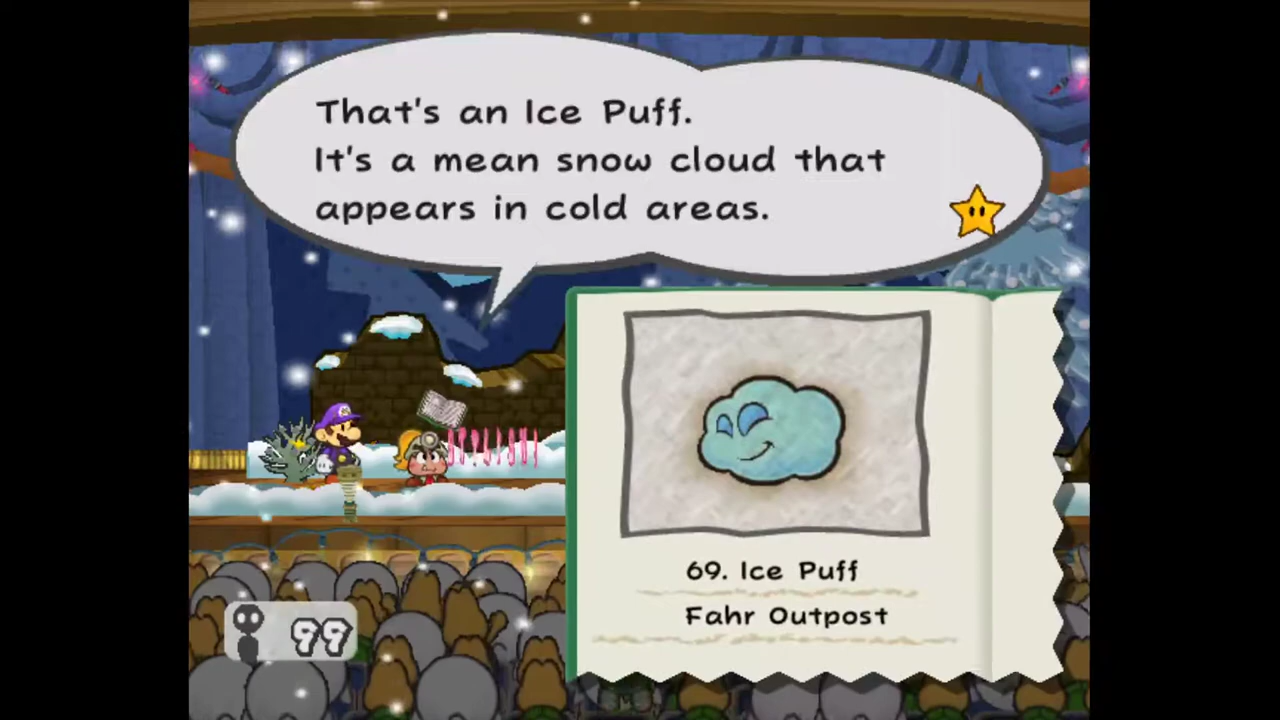 That's an Ice Puff.
It's a mean snow cloud that
appears in cold areas.
69. Ice Puff
Fahr Outpost
99